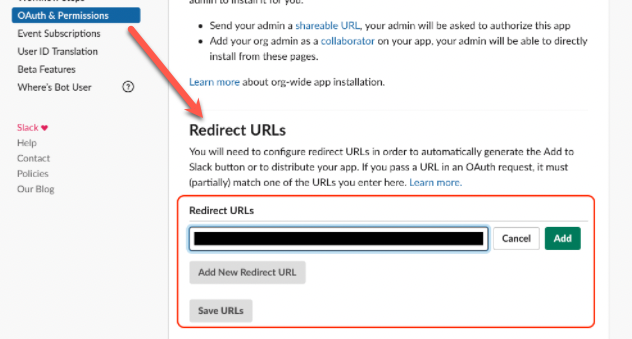 OAuth & Permissions
Event Subscriptions
User ID Translation
Beta Features
Where's Bot User ?
Slack ♥
Help
Contact
Policies
Our Blog
• Send your admin a shareable URL, your admin will be asked to authorize this app
• Add your org admin as a collaborator on your app, your admin will be able to directly
install from these pages.
Learn more about org-wide app installation.
Redirect URLs
You will need to configure redirect URLs in order to automatically generate the Add to
Slack button or to distribute your app. If you pass a URL in an OAuth request, it must
(partially) match one of the URLs you enter here. Learn more.
Redirect URLs
Cancel Add
Add New Redirect URL
Save URLs